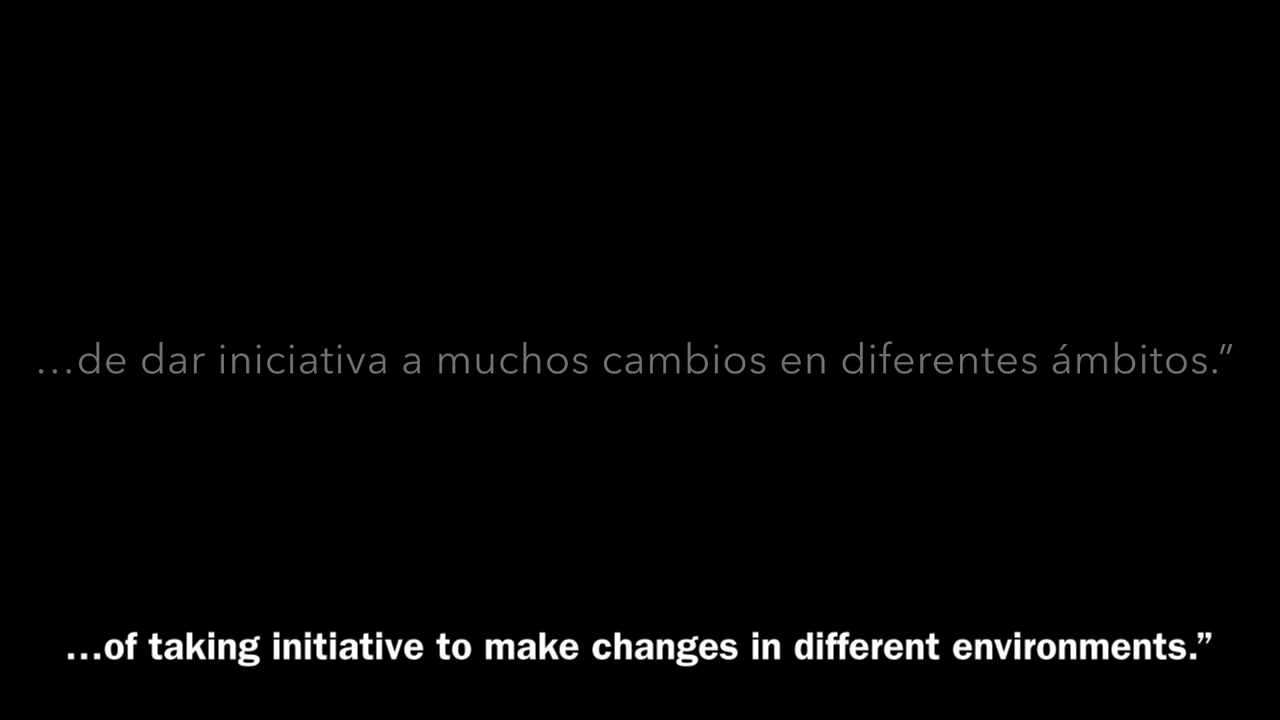 …de dar iniciativa a muchos cambios en diferentes ámbitos.”
…of taking initiative to make changes in different environments.”